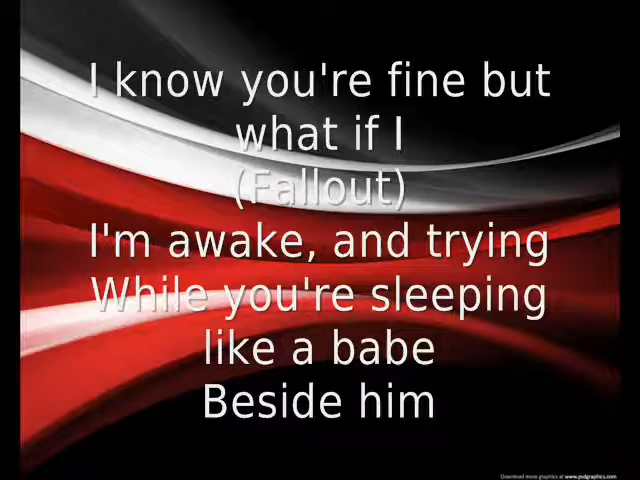 I know you're fine but
what if I
(Fallout)
I'm awake, and trying
While you're sleeping
like a babe
Beside him
Download more graphics at www.psdgraphics.com